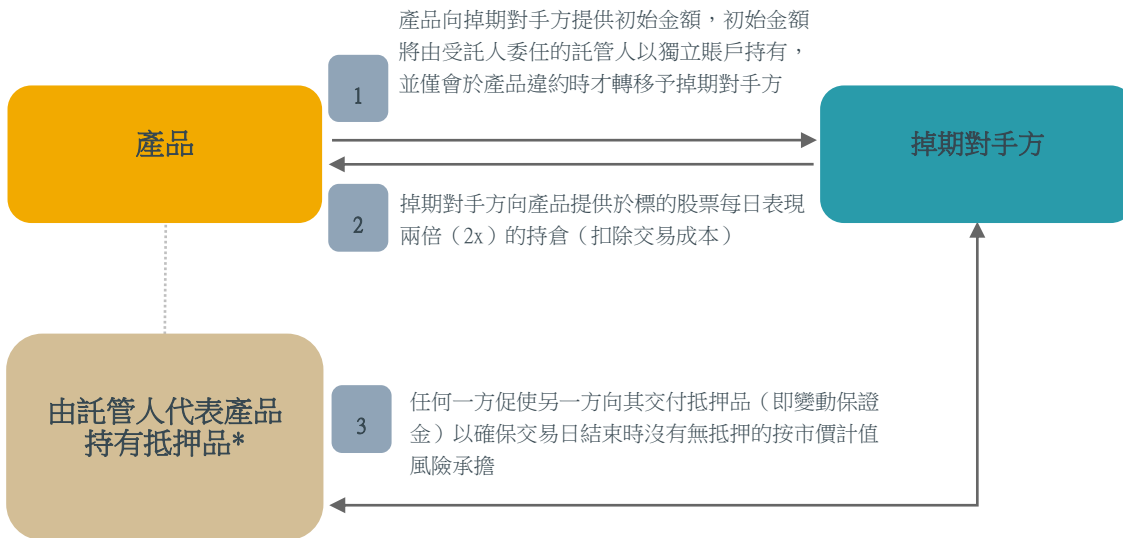 產品向掉期對手方提供初始金額，初始金額
將由受託人委任的託管人以獨立賬戶持有，
並僅會於產品違約時才轉移予掉期對手方
1
產品
掉期對手方
2
掉期對手方向產品提供於標的股票每日表現
兩倍（2x）的持倉（扣除交易成本）
由託管人代表產品
持有抵押品*
3
任何一方促使另一方向其交付抵押品（即變動保證
金）以確保交易日結束時沒有無抵押的按市價計值
風險承擔